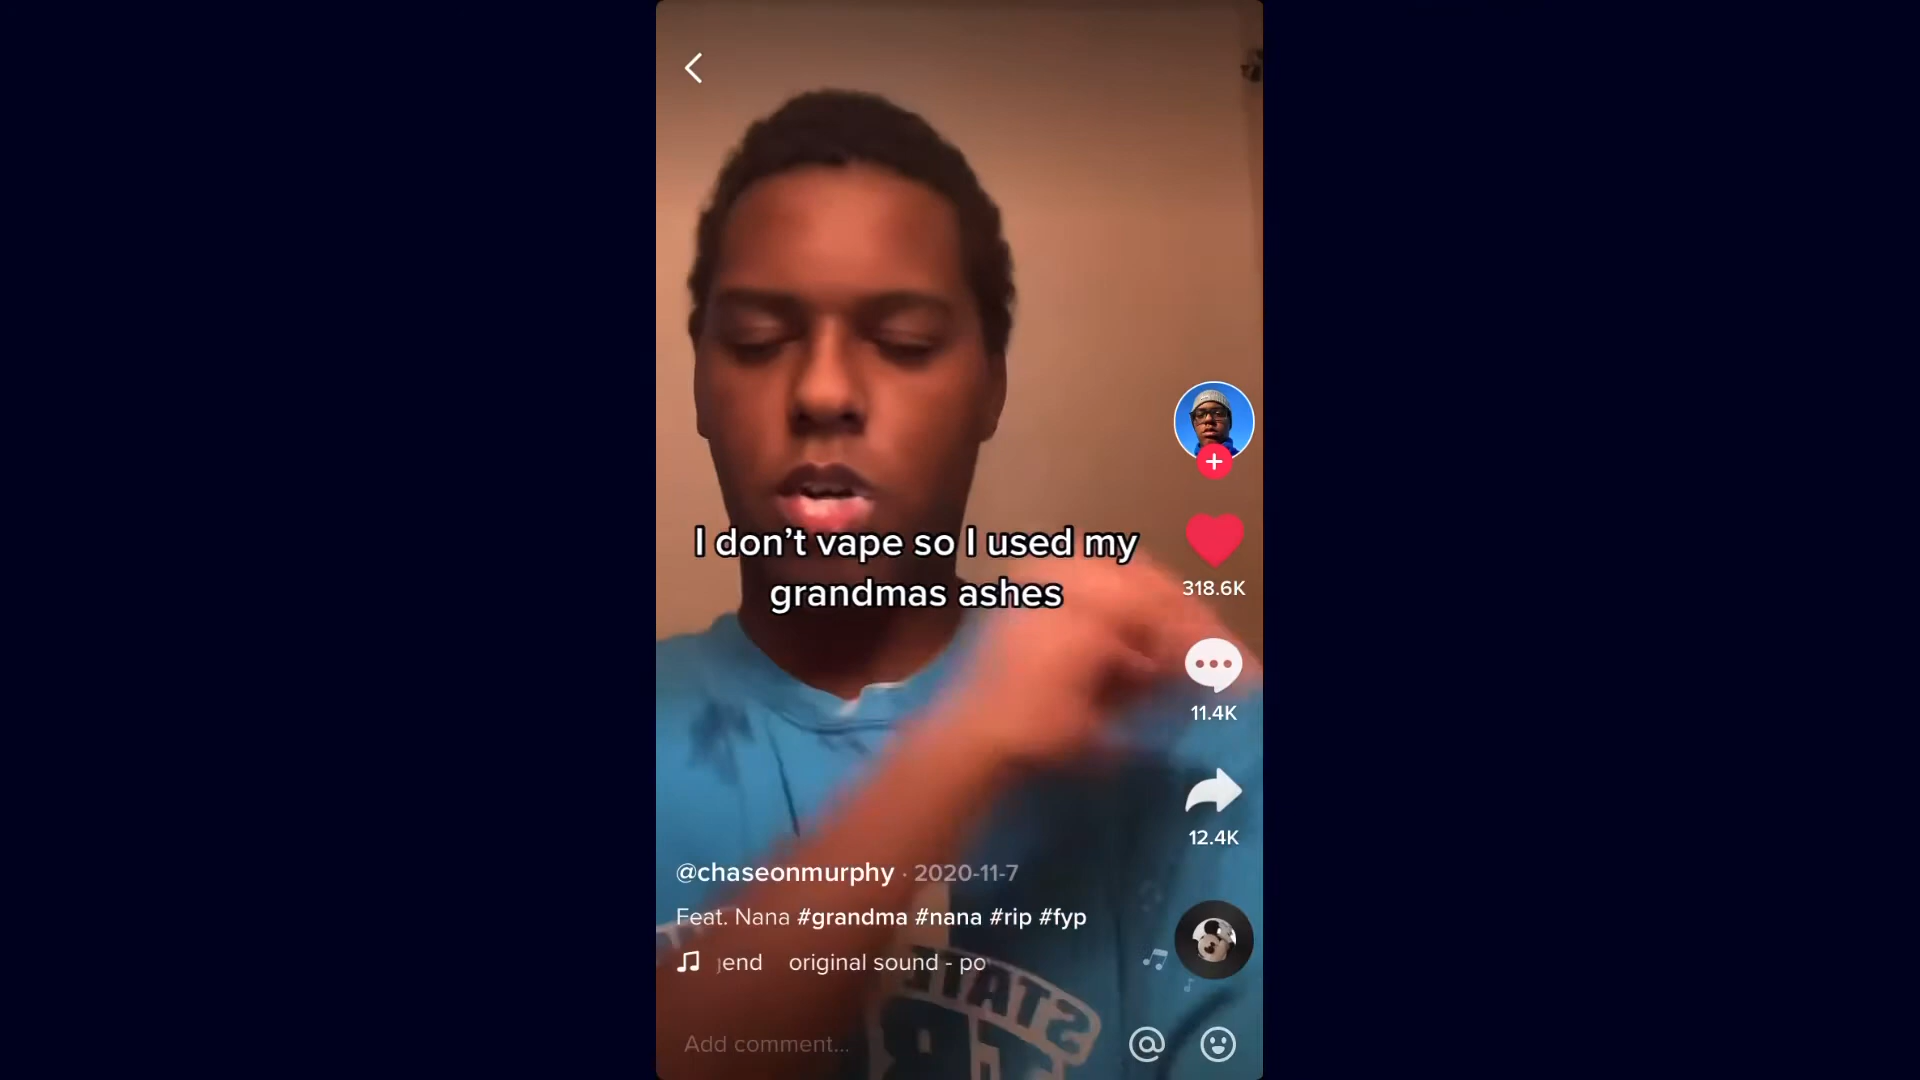 I don’t vape so I used my
grandmas ashes
318.6K
11.4K
12.4K
@chaseonmurphy · 2020-11-7
Feat. Nana #grandma #nana #rip #fyp
end original sound - po
Add comment...